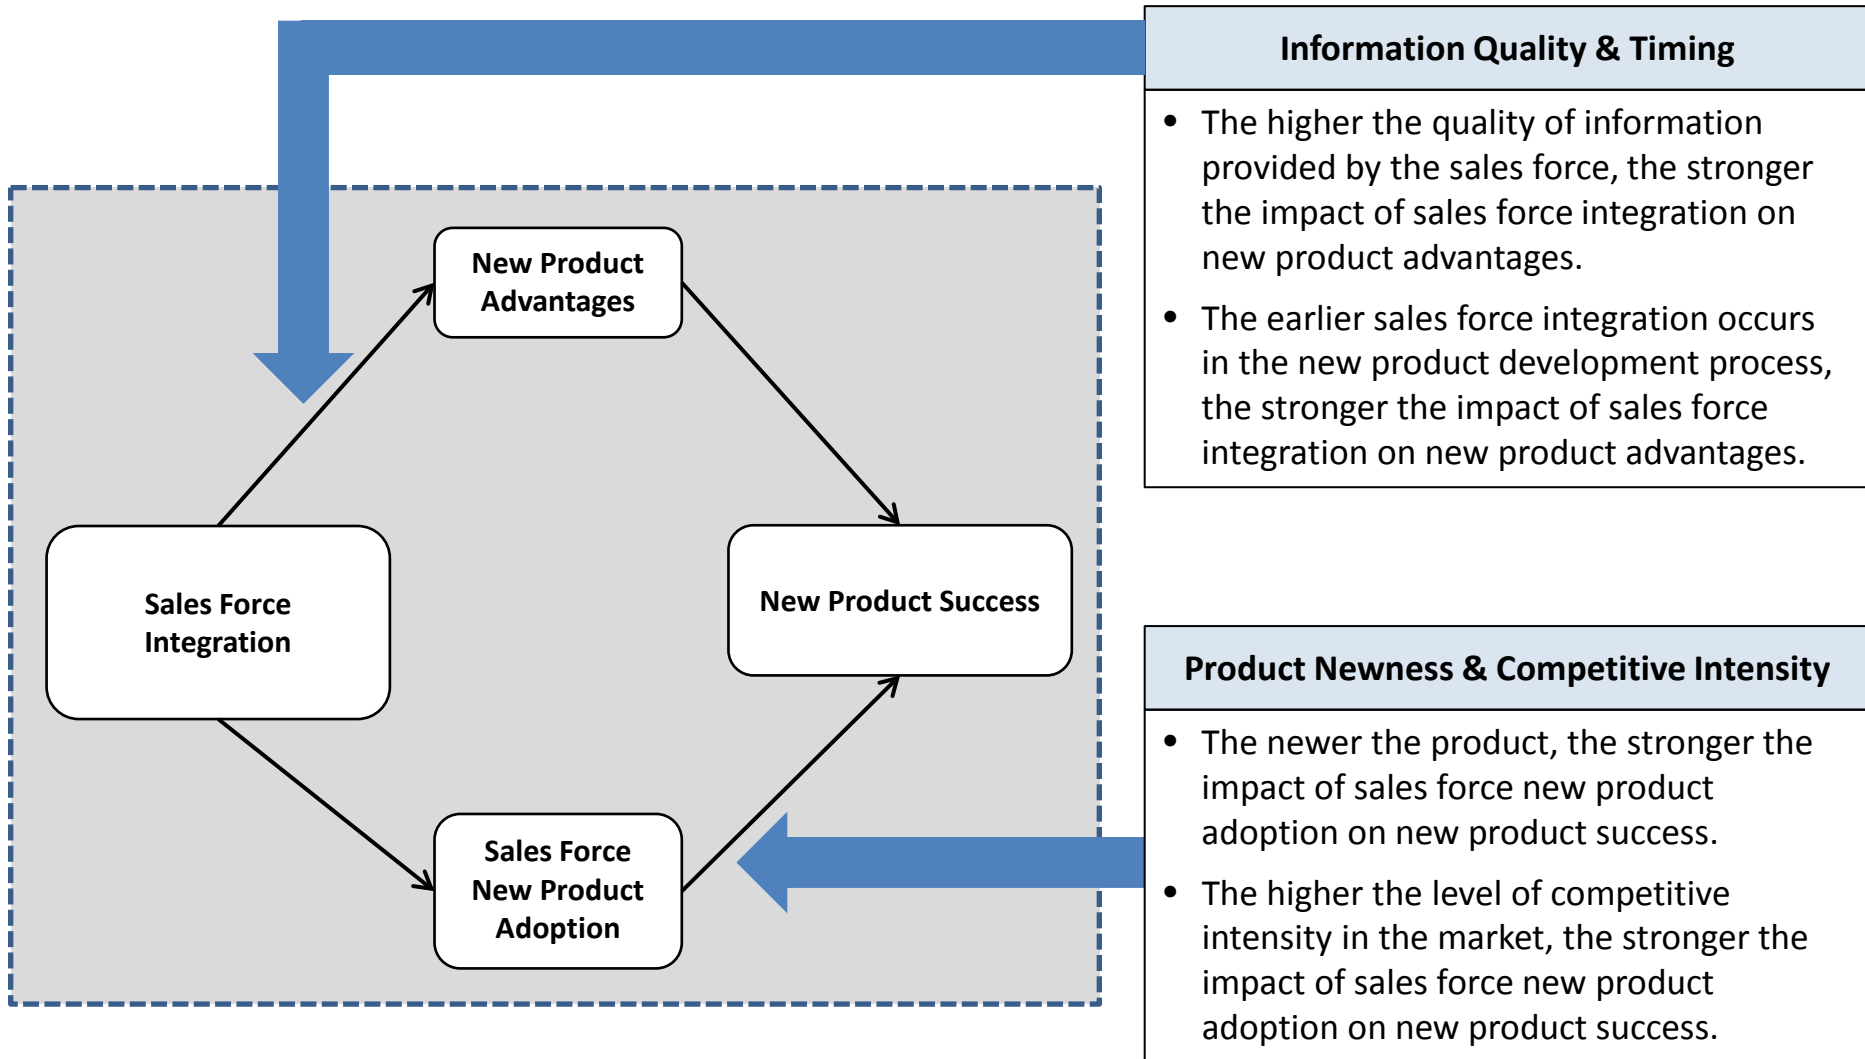 Information Quality & Timing
• The higher the quality of information
provided by the sales force, the stronger
the impact of sales force integration on
new product advantages.
• The earlier sales force integration occurs
in the new product development process,
the stronger the impact of sales force
integration on new product advantages.
New Product
Advantages
Sales Force
Integration
New Product Success
Sales Force
New Product
Adoption
Product Newness & Competitive Intensity
• The newer the product, the stronger the
impact of sales force new product
adoption on new product success.
• The higher the level of competitive
intensity in the market, the stronger the
impact of sales force new product
adoption on new product success.